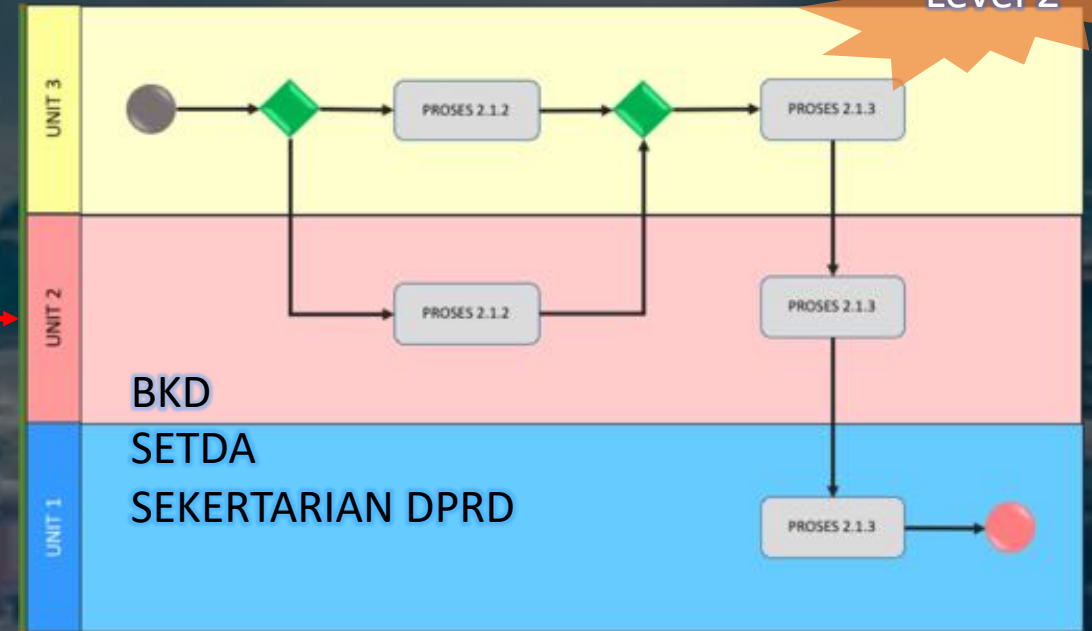 Level 2
UNIT 3
PROSES 2.1.2
PROSES 2.1.3
UNIT 2
PROSES 2.1.2
PROSES 2.1.3
BKD
SETDA
SEKERTARIAN DPRD
UNIT 1
PROSES 2.1.3